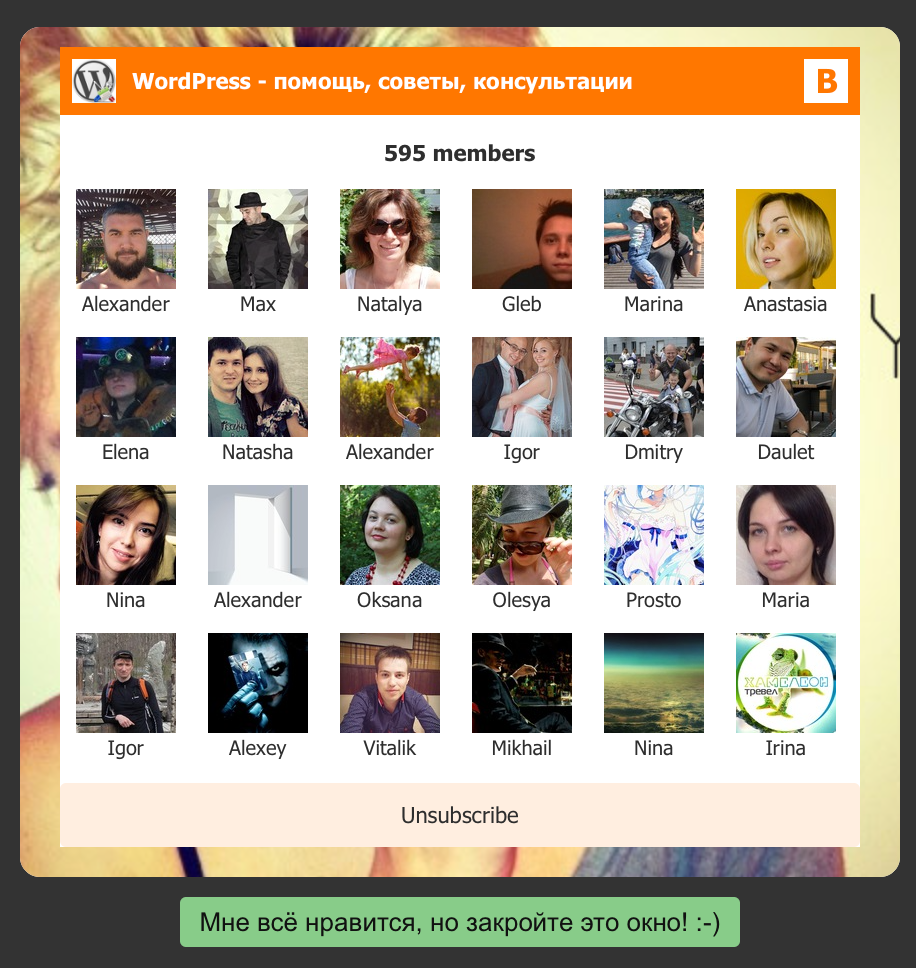 WordPress - помощь, советы, консультации
B
595 members
Alexander Max Natalya Gleb Marina Anastasia
Elena Natasha Alexander Igor Dmitry Daulet
Nina Alexander Oksana Olesya Prosto Maria
ХАМЕЛЕОН
тревел
Igor Alexey Vitalik Mikhail Nina Irina
Unsubscribe
Мне всё нравится, но закройте это окно! :-)